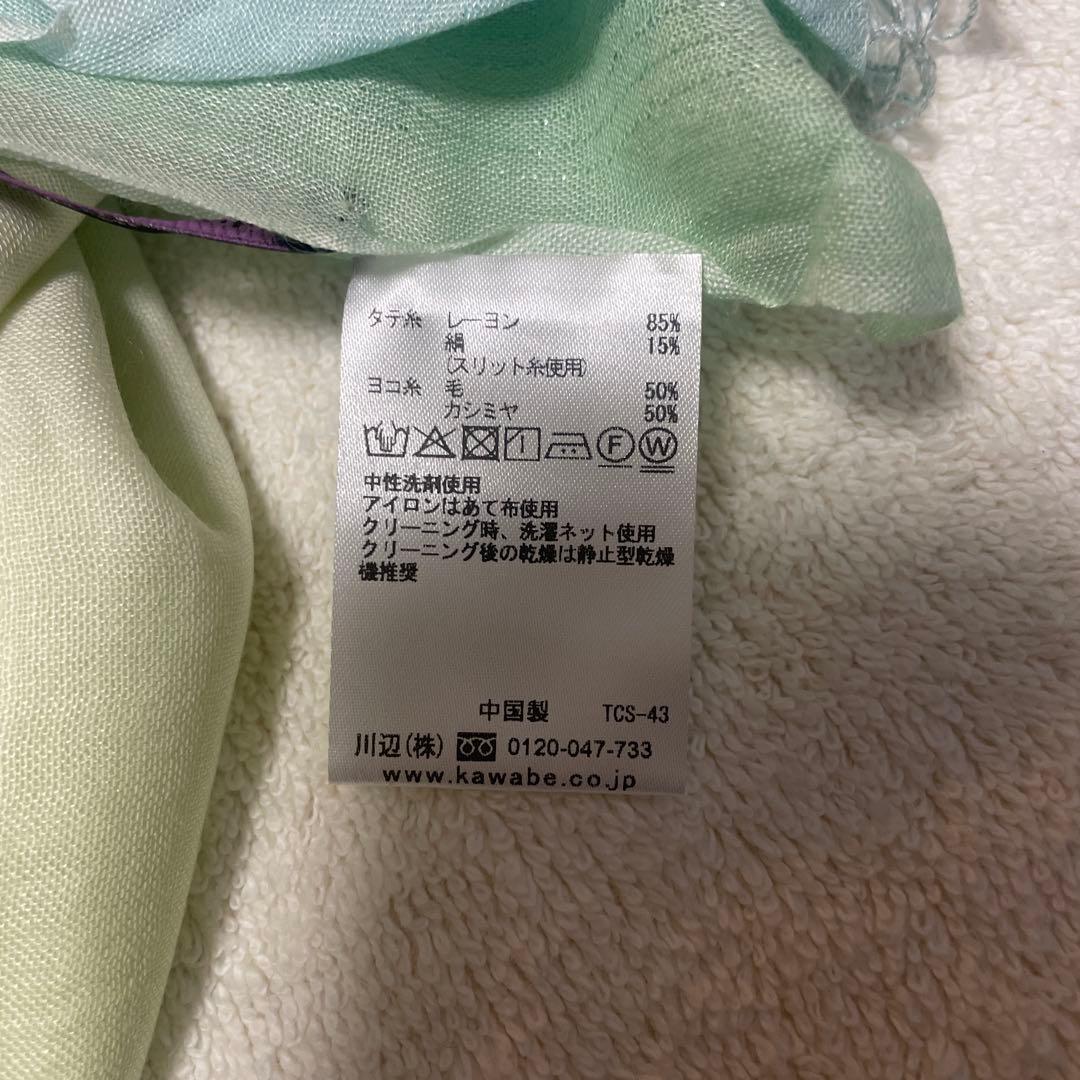 タテ糸 レーヨン 85%
絹 15%
(スリット糸使用)
ヨコ糸 毛 50%
カシミヤ 50%
F W
中性洗剤使用
アイロンはあて布使用
クリーニング時、洗濯ネット使用
クリーニング後の乾燥は静止型乾燥
機推奨
中国製 TCS-43
川辺(株) 0120-047-733
www.kawabe.co.jp